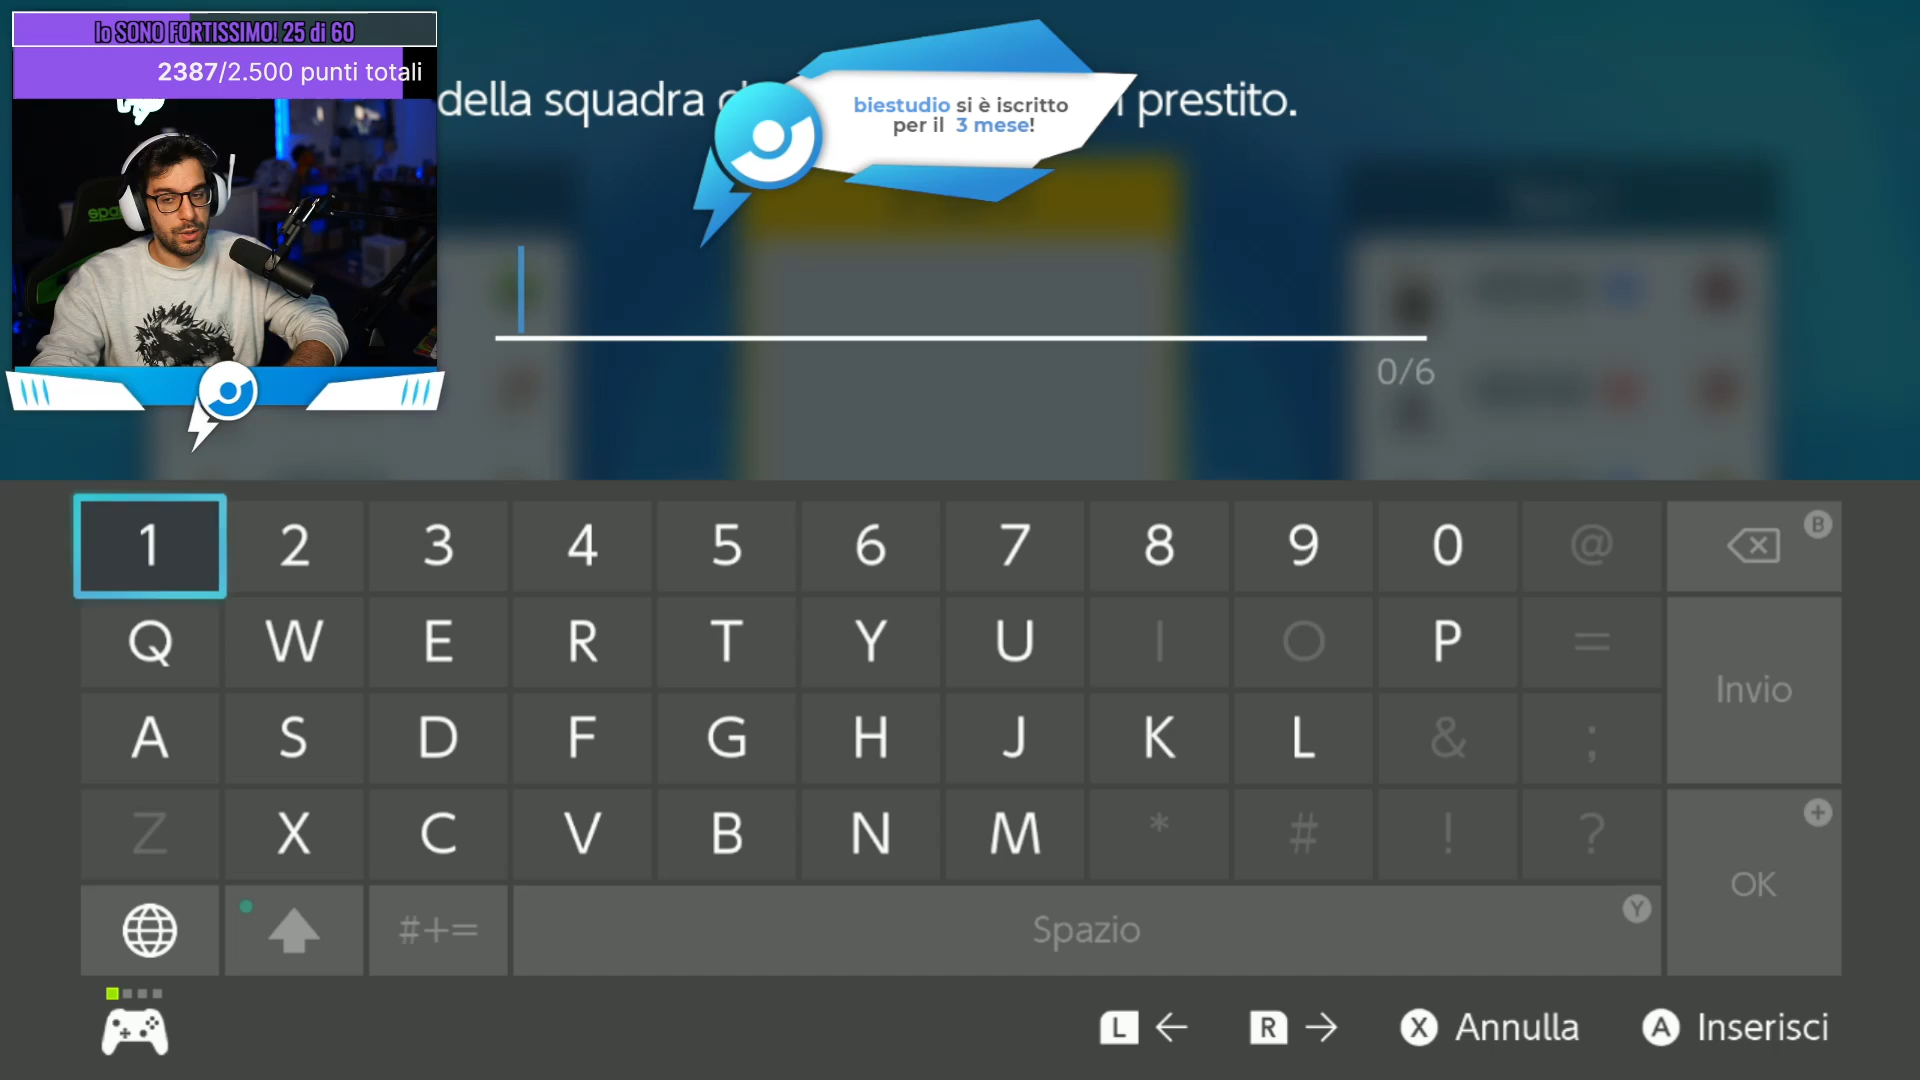 Io SONO FORTISSIMO! 25 di 60
2387/2.500 punti totali
della squadra
prestito.
biestudio si è iscritto
per il 3 mese!
0/6
1 2 3 4 5 6 7 8 9 0 @
B
Q W E R T Y U I O P =
Invio
A S D F G H J K L & ;
Z X C V B N M * # ! ?
+
OK
#+=
Spazio
Y
L ← R → X Annulla A Inserisci